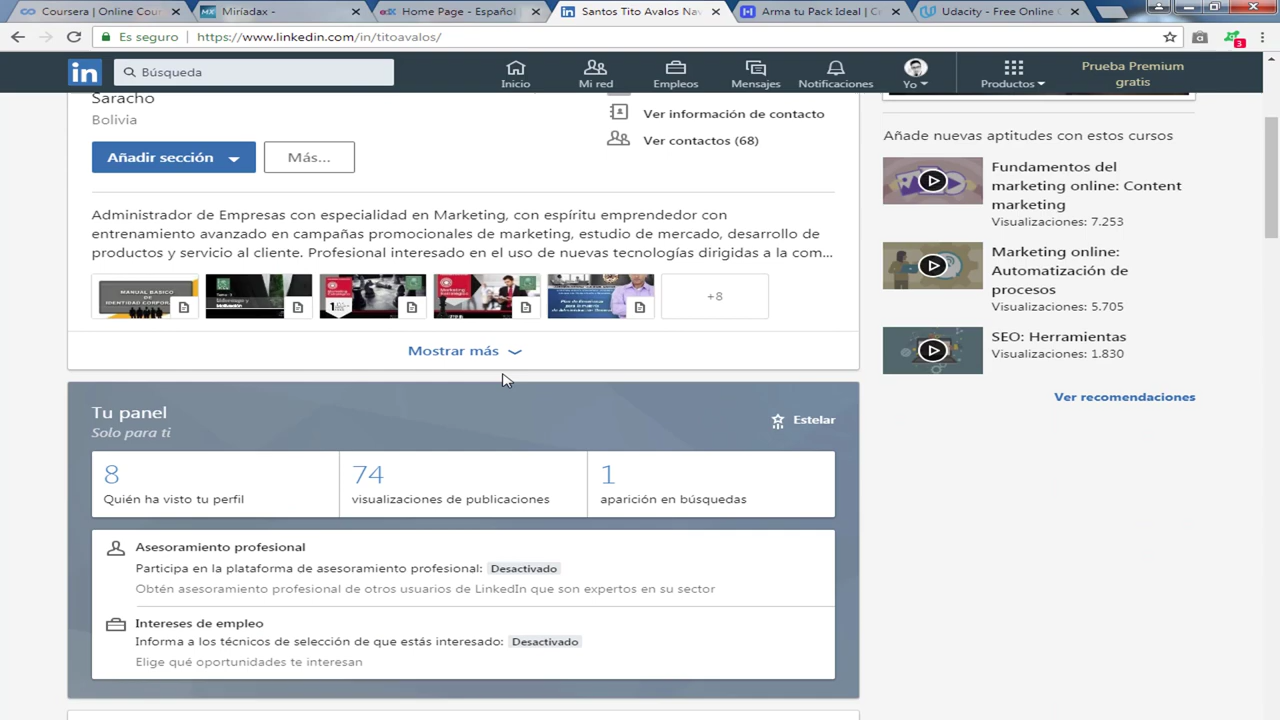 Coursera | Online Cour
Miríadax -
Home Page - Español
Santos Tito Avalos Nav
Arma tu Pack Ideal | Cr
Udacity - Free Online C
Es seguro
https://www.linkedin.com/in/titoavalos/
3
in
Búsqueda
Inicio
Mi red
Empleos
Mensajes
Notificaciones
Yo
Productos
Prueba Premium
gratis
Saracho
Bolivia
Ver información de contacto
Ver contactos (68)
Añadir sección
Más...
Administrador de Empresas con especialidad en Marketing, con espíritu emprendedor con
entrenamiento avanzado en campañas promocionales de marketing, estudio de mercado, desarrollo de
productos y servicio al cliente. Profesional interesado en el uso de nuevas tecnologías dirigidas a la com...
MANUAL BÁSICO
DE
IDENTIDAD CORPOR
+8
Mostrar más
Tu panel
Solo para ti
Estelar
8
Quién ha visto tu perfil
74
visualizaciones de publicaciones
1
aparición en búsquedas
Asesoramiento profesional
Participa en la plataforma de asesoramiento profesional: Desactivado
Obtén asesoramiento profesional de otros usuarios de LinkedIn que son expertos en su sector
Intereses de empleo
Informa a los técnicos de selección de que estás interesado: Desactivado
Elige qué oportunidades te interesan
Añade nuevas aptitudes con estos cursos
Fundamentos del
marketing online: Content
marketing
Visualizaciones: 7.253
Marketing online:
Automatización de
procesos
Visualizaciones: 5.705
SEO: Herramientas
Visualizaciones: 1.830
Ver recomendaciones